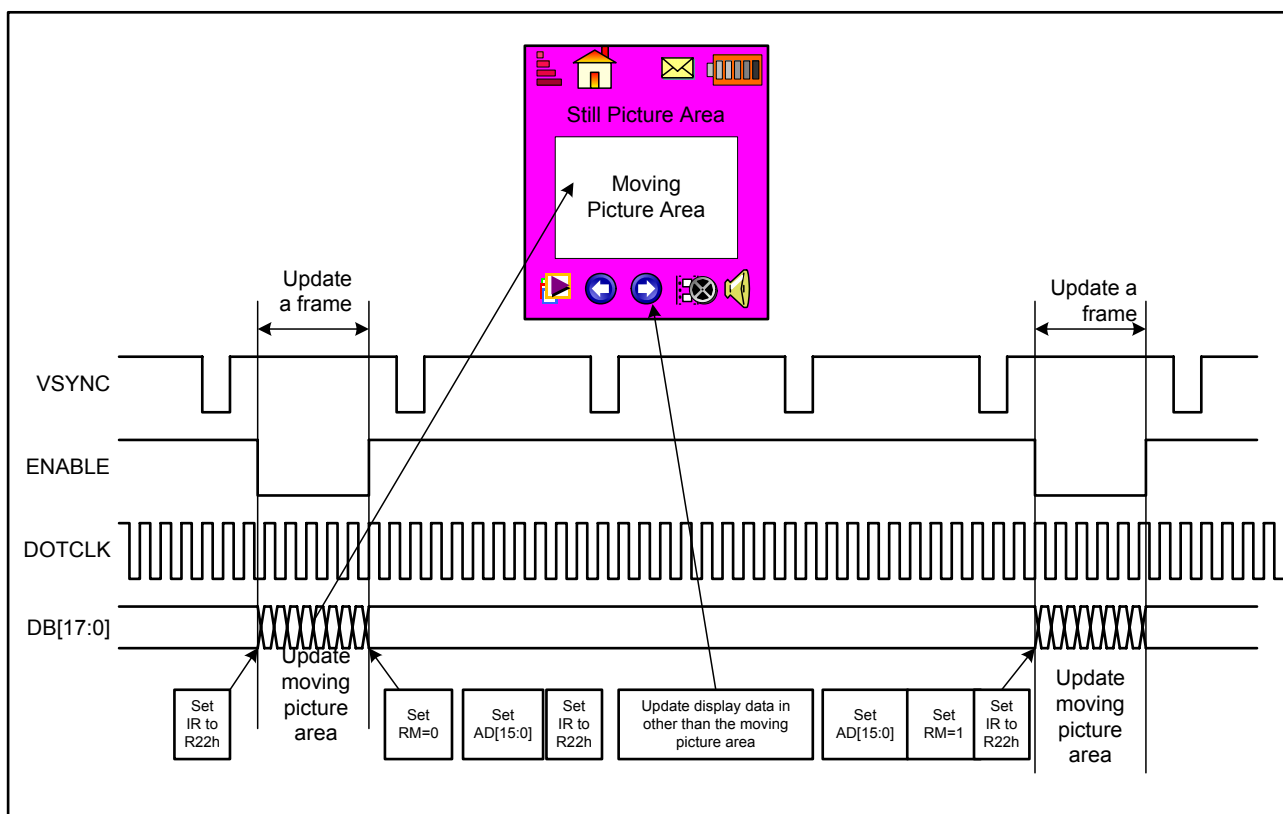 Still Picture Area
Moving
Picture Area
Update
a frame
Update a
frame
VSYNC
ENABLE
DOTCLK
DB[17:0]
Update
moving
picture
area
Set
IR to
R22h
Set
RM=0
Set
AD[15:0]
Set
IR to
R22h
Update display data in
other than the moving
picture area
Set
AD[15:0]
Set
RM=1
Set
IR to
R22h
Update
moving
picture
area